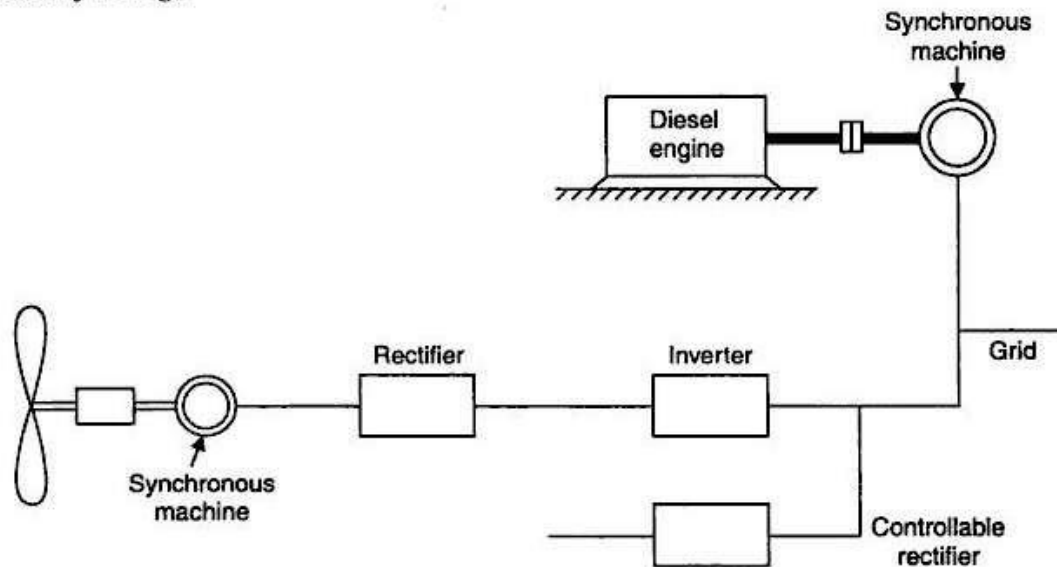 Synchronous
machine
Diesel
engine
Grid
Rectifier
Inverter
Synchronous
machine
Controllable
rectifier